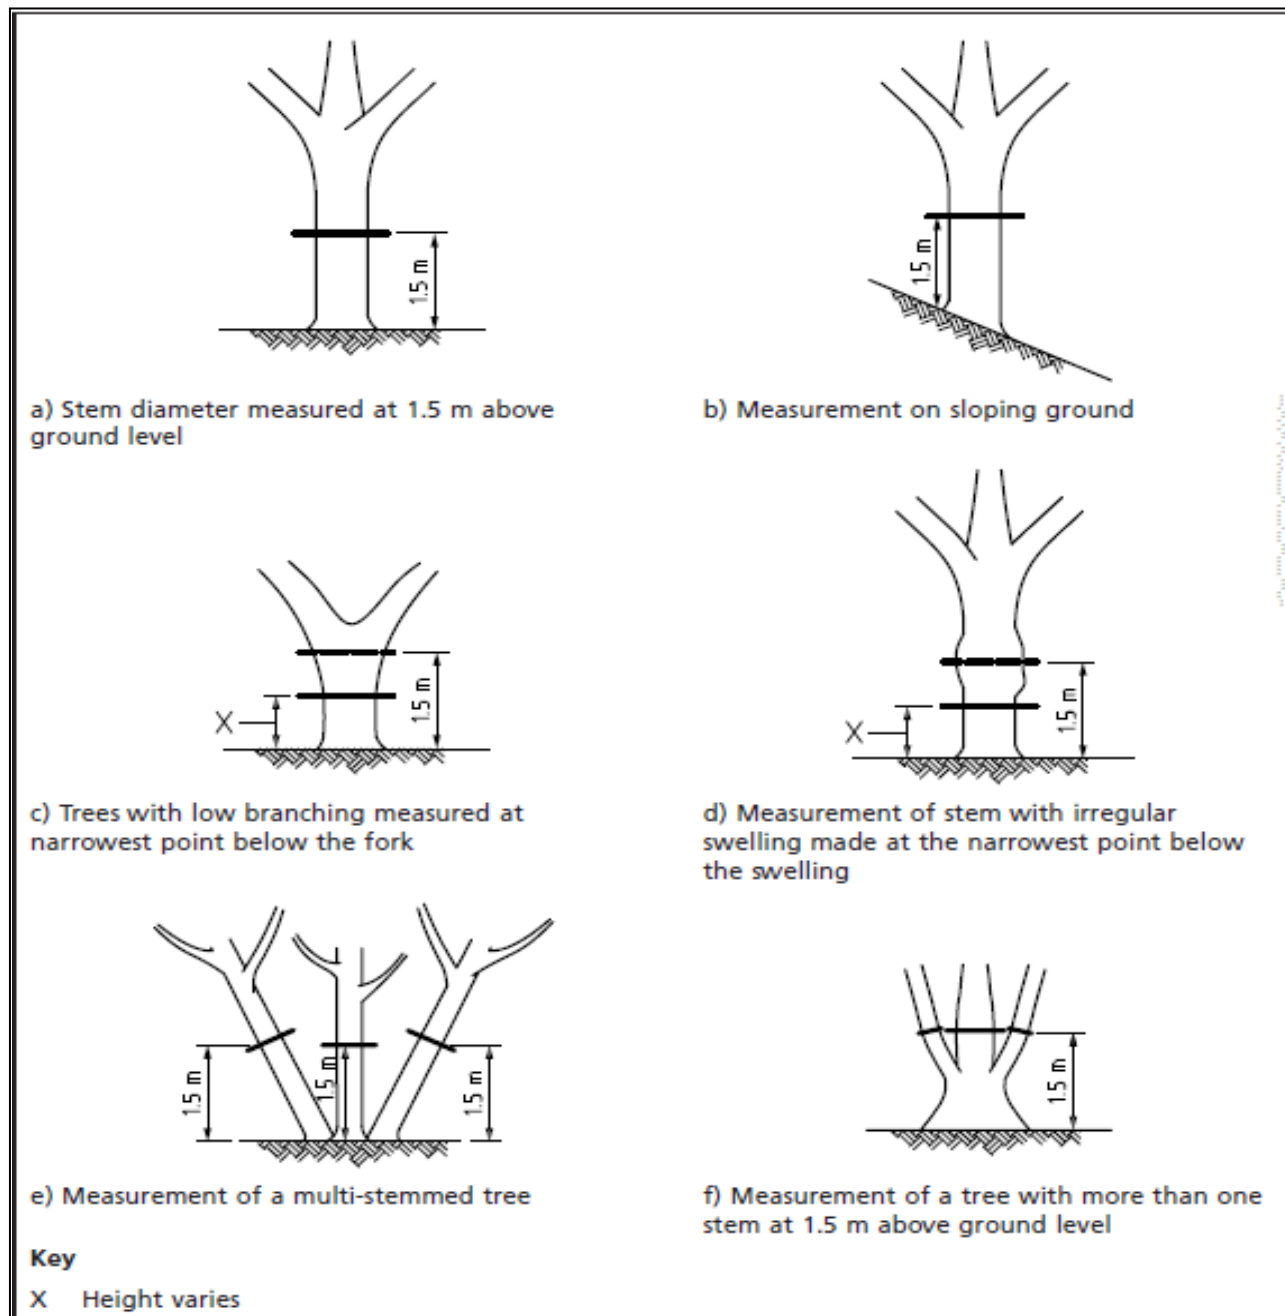 1.5 m
1.5 m
a) Stem diameter measured at 1.5 m above
ground level
b) Measurement on sloping ground
X
1.5 m
X
1.5 m
c) Trees with low branching measured at
narrowest point below the fork
d) Measurement of stem with irregular
swelling made at the narrowest point below
the swelling
1.5 m
1.5 m
1.5 m
1.5 m
e) Measurement of a multi-stemmed tree
f) Measurement of a tree with more than one
stem at 1.5 m above ground level
Key
X Height varies